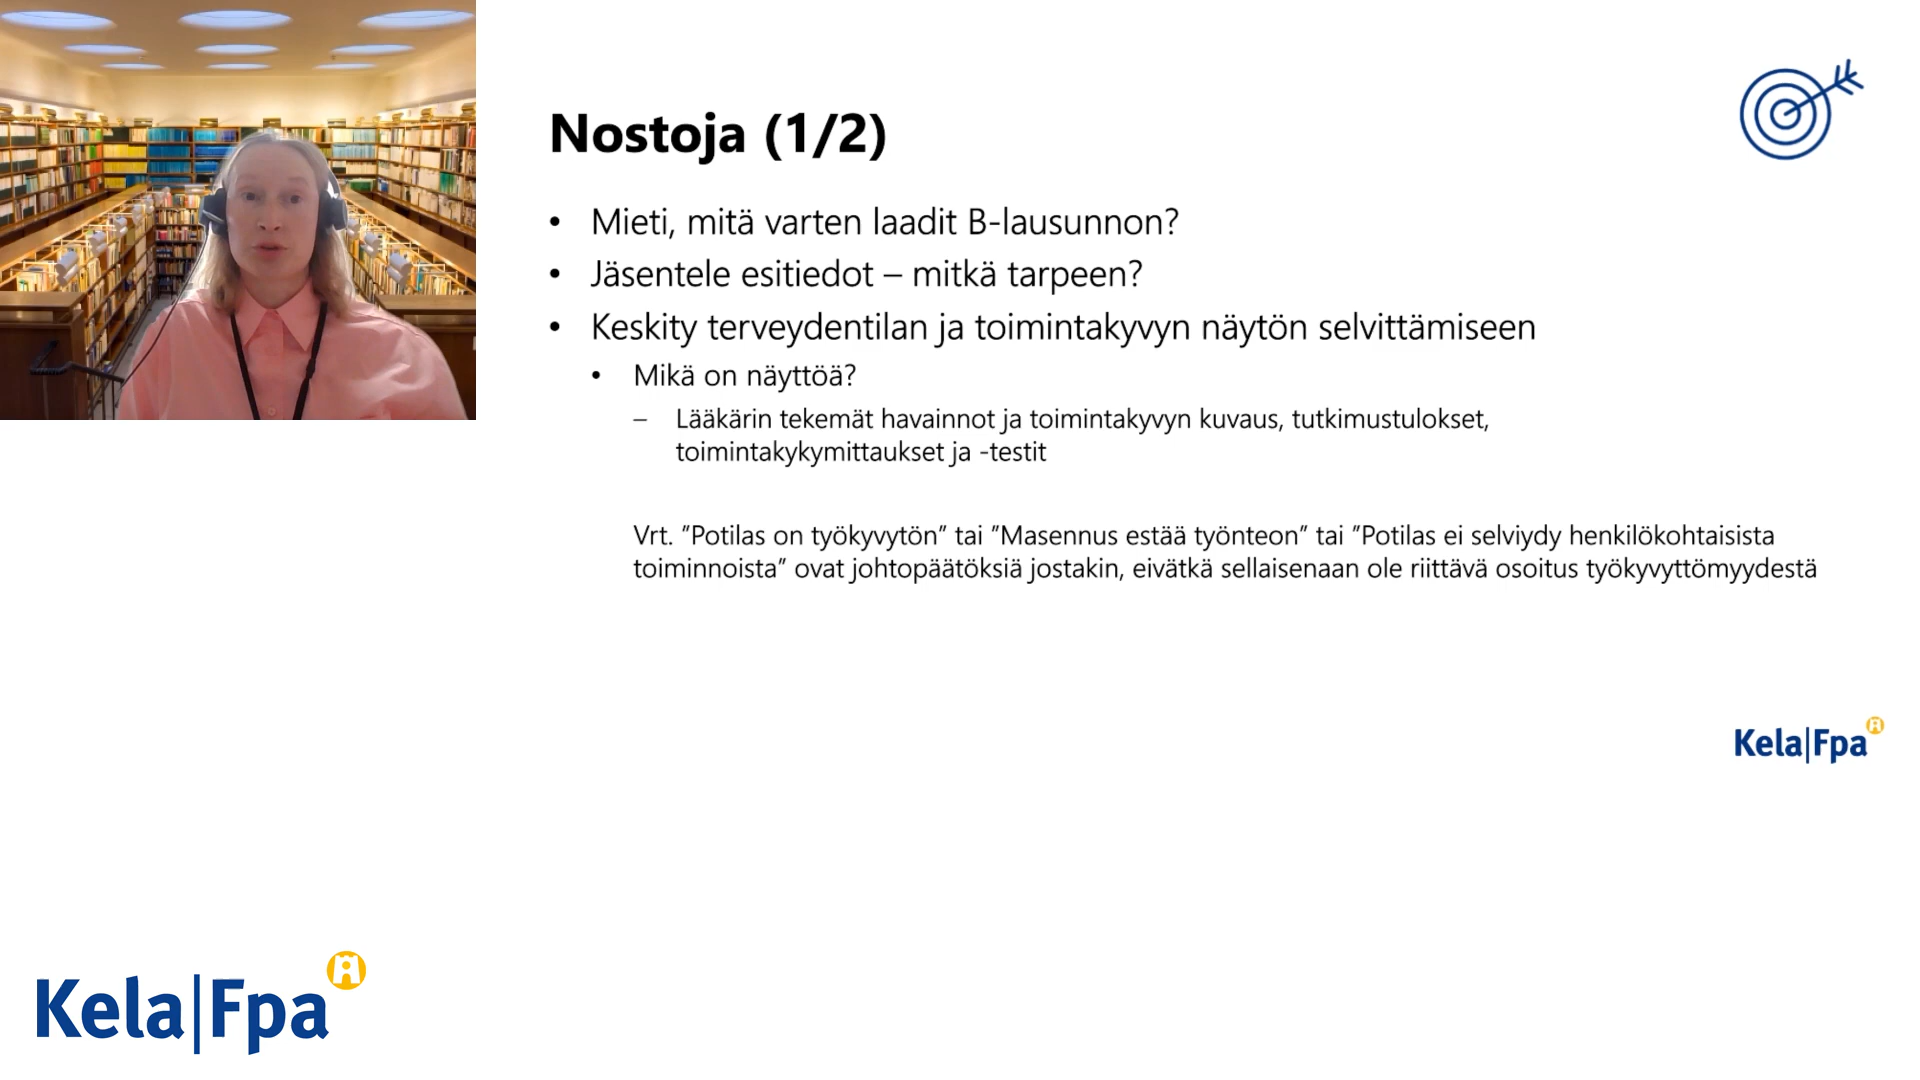 Nostoja (1/2)
• Mieti, mitä varten laadit B-lausunnon?
• Jäsentele esitiedot – mitkä tarpeen?
• Keskity terveydentilan ja toimintakyvyn näytön selvittämiseen
• Mikä on näyttöä?
– Lääkärin tekemät havainnot ja toimintakyvyn kuvaus, tutkimustulokset,
toimintakykymittaukset ja -testit
Vrt. ”Potilas on työkyvytön” tai ”Masennus estää työnteon” tai ”Potilas ei selviydy henkilökohtaisista
toiminnoista” ovat johtopäätöksiä jostakin, eivätkä sellaisenaan ole riittävä osoitus työkyvyttömyydestä
Kela|Fpa
Kela|Fpa